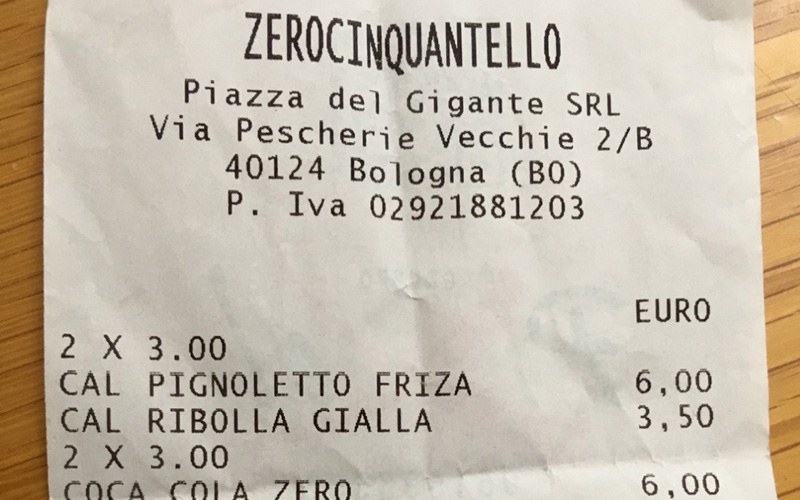 ZEROCINQUANTELLO
Piazza del Gigante SRL
Via Pescherie Vecchie 2/B
40124 Bologna (BO)
P. Iva 02921881203
EURO
2 X 3.00
CAL PIGNOLETTO FRIZA 6,00
CAL RIBOLLA GIALLA 3,50
2 X 3.00
COCA COLA ZERO 6,00